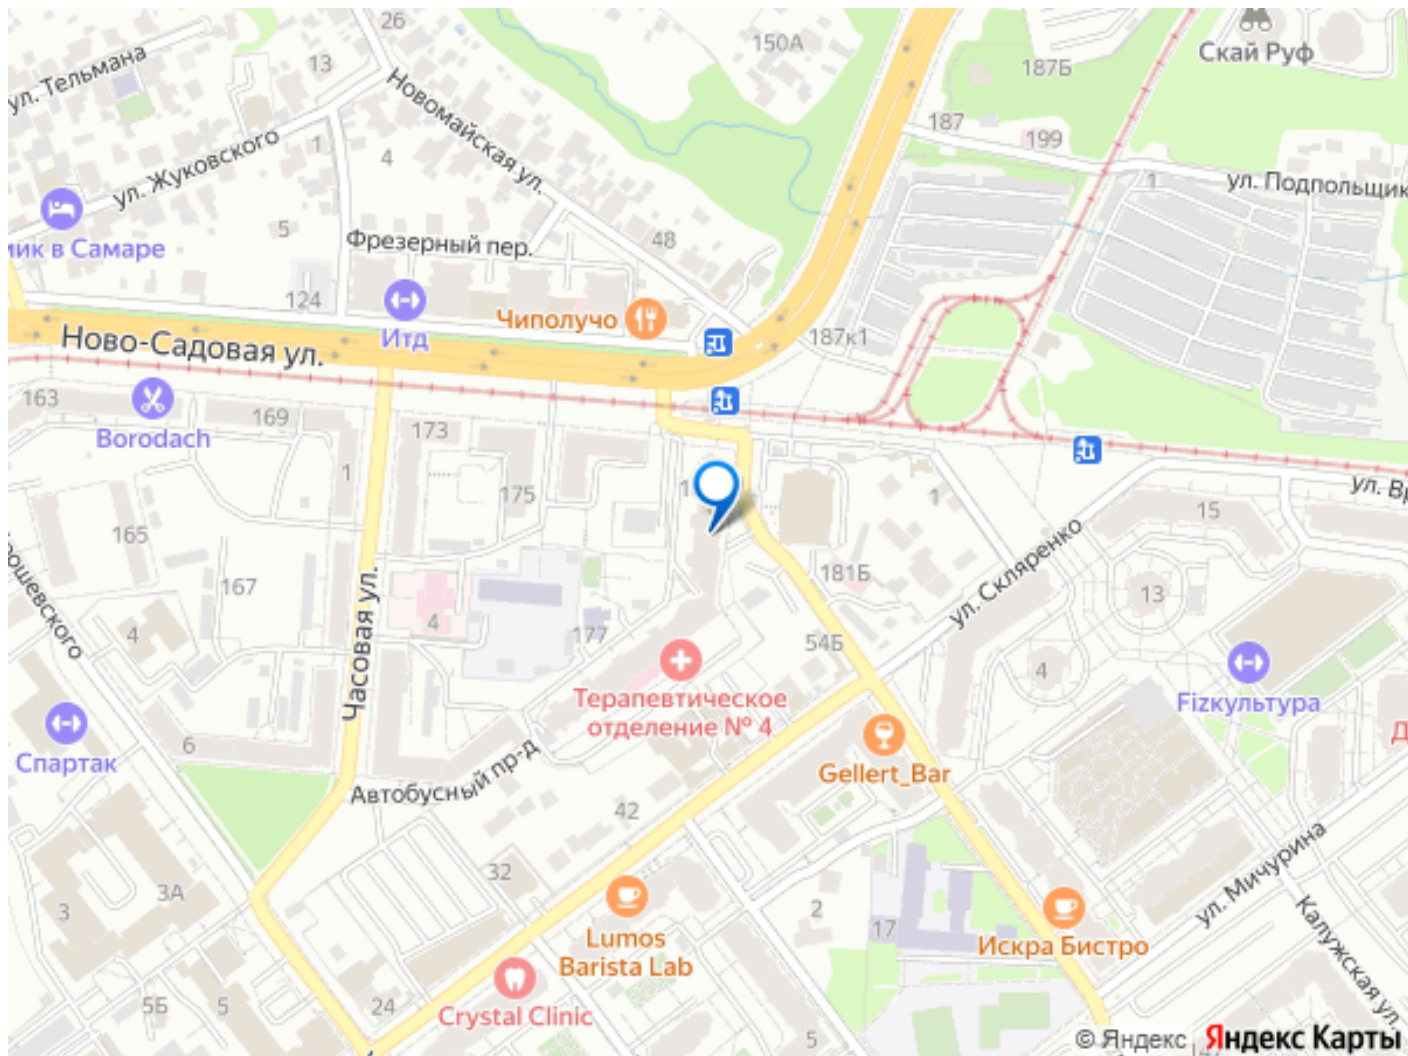 26
150А
Скай Руф
ул. Тельмана
13
187Б
Новомайская ул.
187
199
1
4
ул. Жуковского
ул. Подпольщик
1
5
48
Фрезерный пер.
мик в Самаре
124
Чиполучо
187к1
Итд
Ново-Садовая ул.
163
169
173
Borodach
1
175
1
15
ул. Вр
165
ул. Скляренко
167
Часовая ул.
181Б
13
4
4
177
54Б
4
рошевского
Терапевтическое
отделение № 4
Fizкультура
6
Спартак
Д
Автобусный пр-д
Gellert_Bar
42
32
ул. Мичурина
3А
3
2
17
Lumos
Barista Lab
Искра Бистро
Калужская ул.
5Б
5
24
Crystal Clinic
5
© Яндекс Яндекс Карты